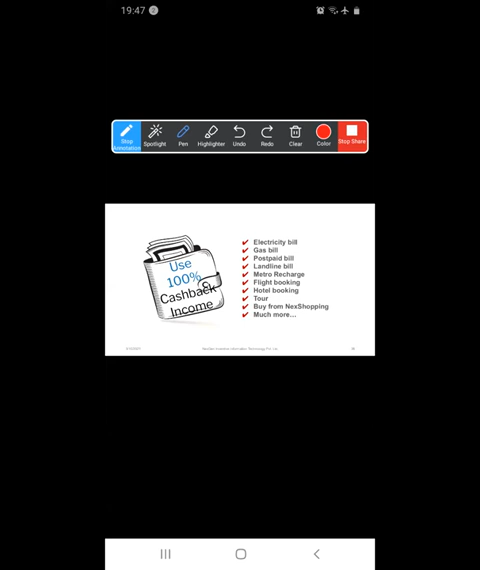 19:47
Stop Annotation
Spotlight
Pen
Highlighter
Undo
Redo
Clear
Color
Stop Share
Use
100%
Cashback
Income
✔ Electricity bill
✔ Gas bill
✔ Postpaid bill
✔ Landline bill
✔ Metro Recharge
✔ Flight booking
✔ Hotel booking
✔ Tour
✔ Buy from NexShopping
✔ Much more…